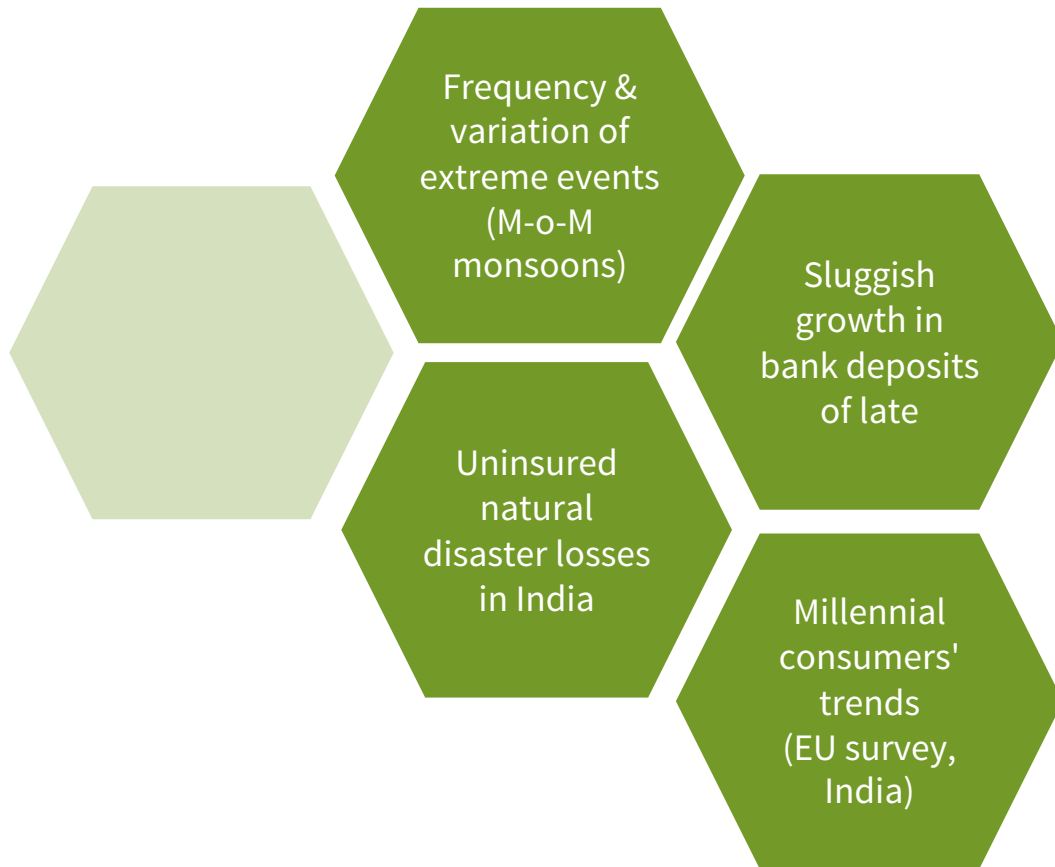 Frequency &
variation of
extreme events
(M-o-M
monsoons)
Sluggish
growth in
bank deposits
of late
Uninsured
natural
disaster losses
in India
Millennial
consumers'
trends
(EU survey,
India)